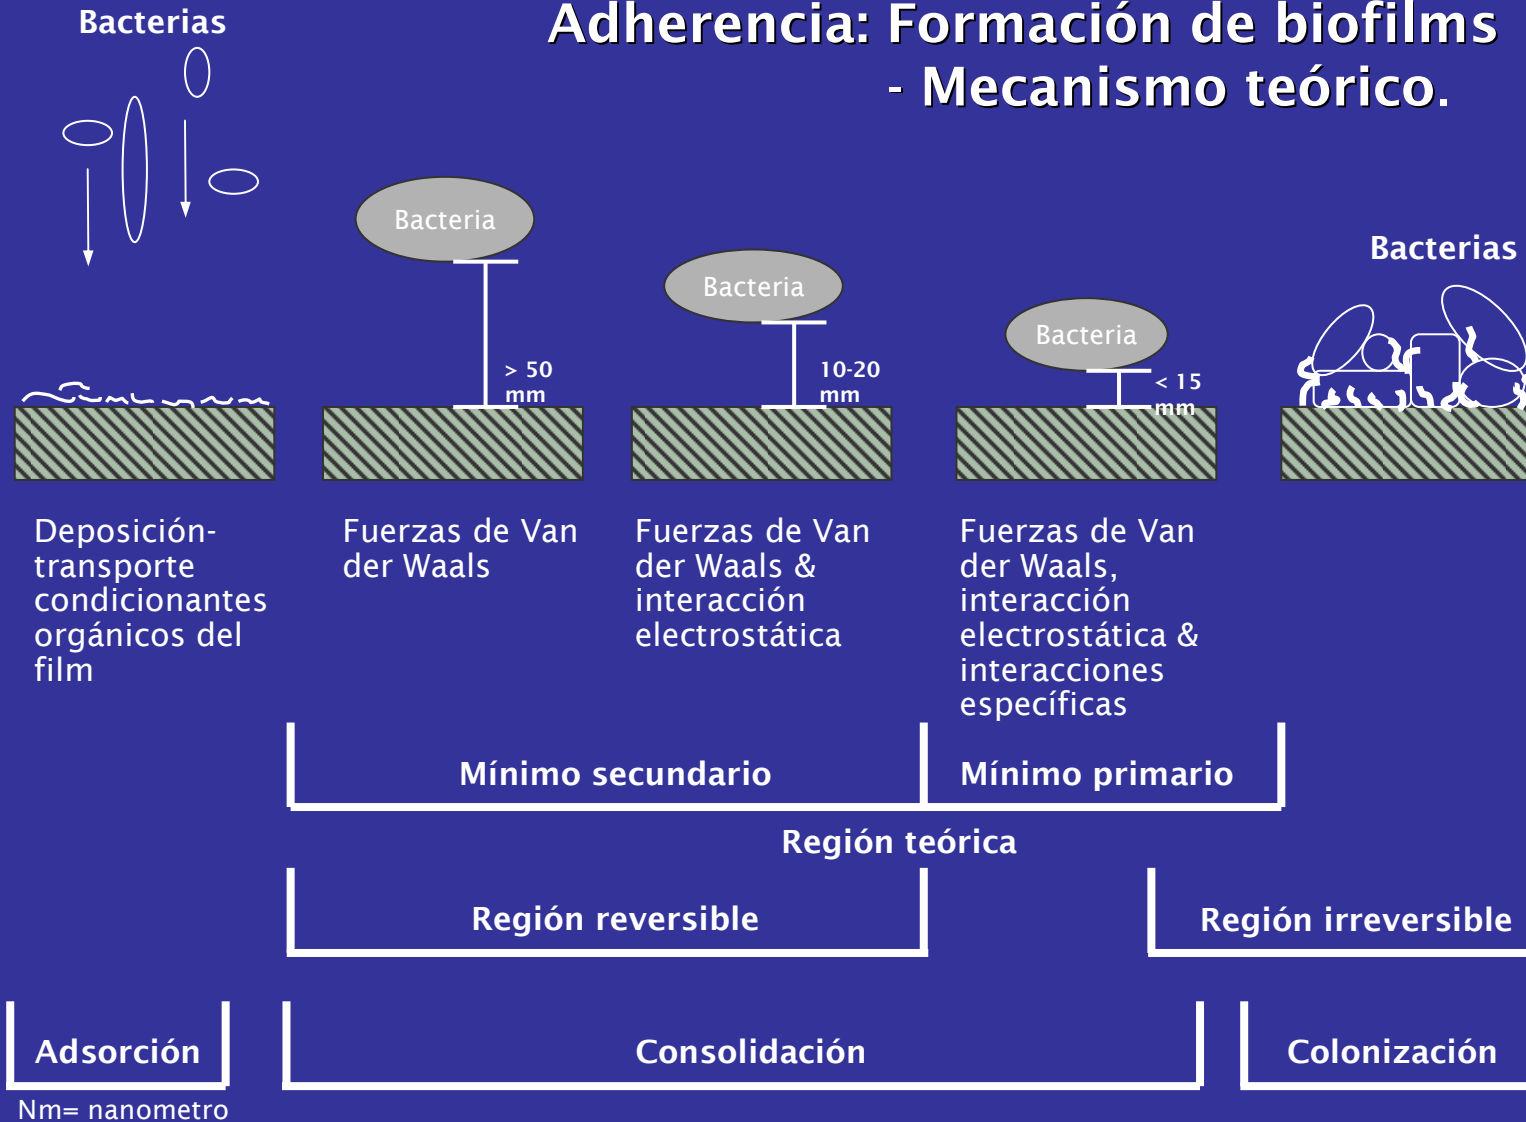 Adherencia: Formación de biofilms
- Mecanismo teórico.
Bacterias
Bacteria
Bacteria
Bacteria
Bacterias
> 50
mm
10-20
mm
< 15
mm
Deposición-
transporte
condicionantes
orgánicos del
film
Fuerzas de Van
der Waals
Fuerzas de Van
der Waals &
interacción
electrostática
Fuerzas de Van
der Waals,
interacción
electrostática &
interacciones
específicas
Mínimo secundario
Mínimo primario
Región teórica
Región reversible
Región irreversible
Adsorción
Consolidación
Colonización
Nm= nanometro